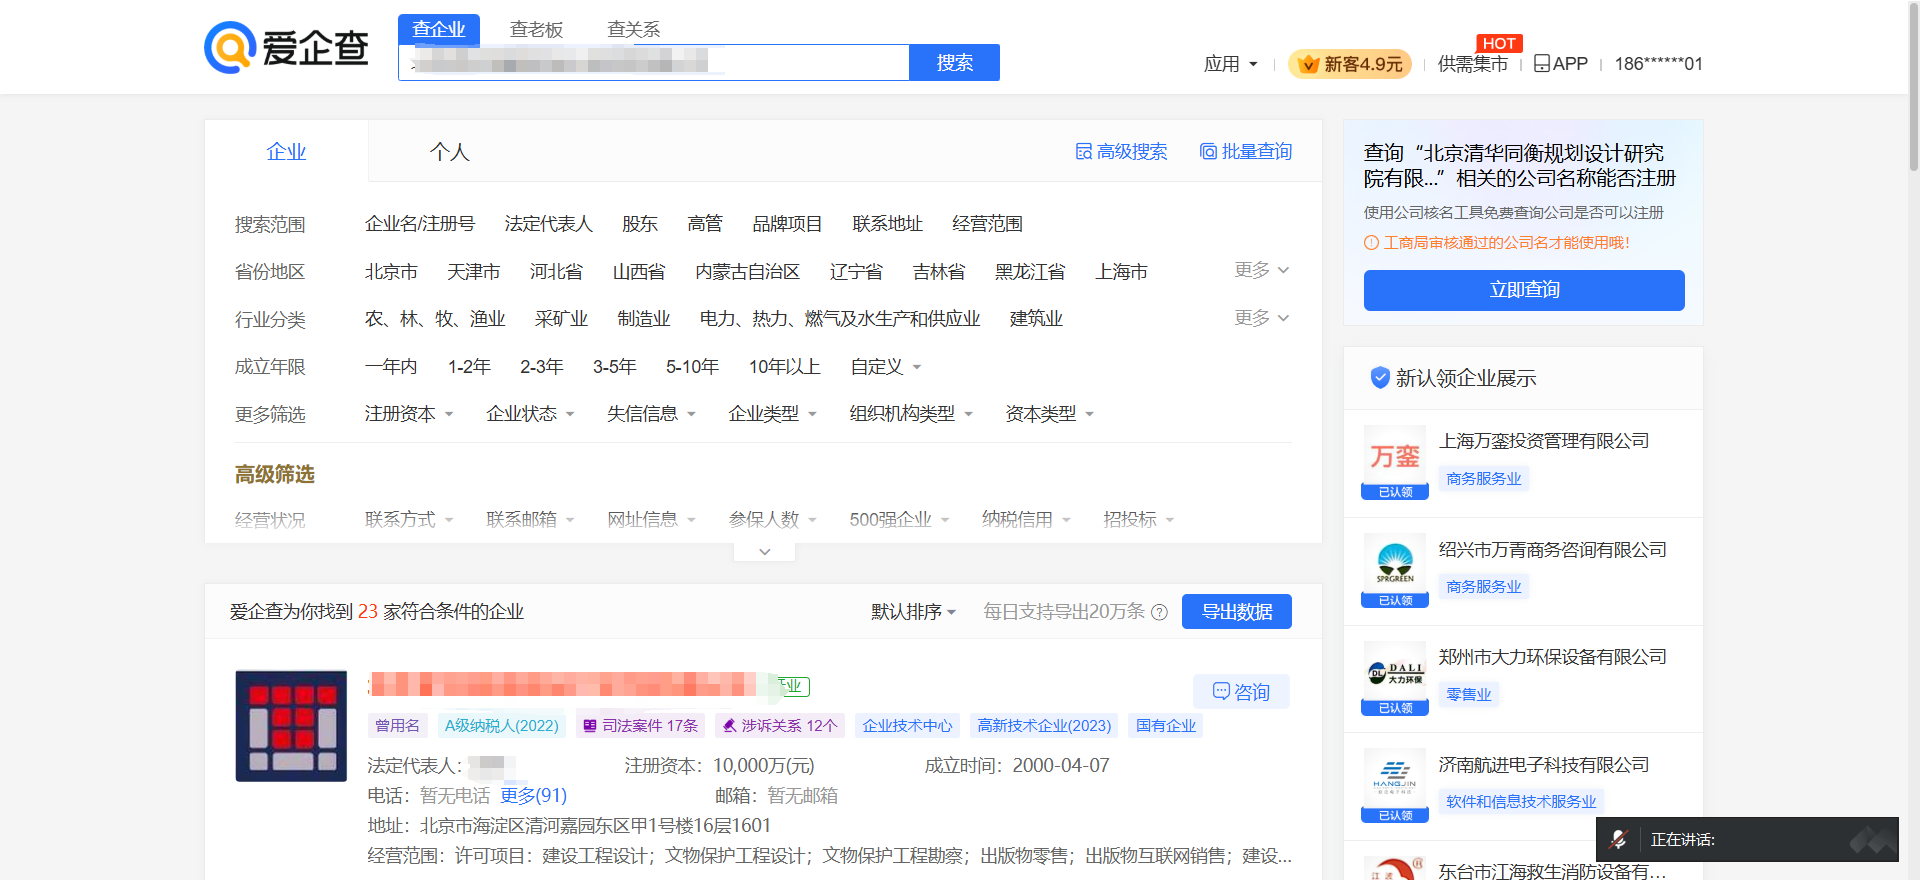 爱企查
查企业 查老板 查关系
搜索
应用 新客4.9元 供需集市 HOT APP 186******01
企业 个人 高级搜索 批量查询
搜索范围 企业名/注册号 法定代表人 股东 高管 品牌项目 联系地址 经营范围
省份地区 北京市 天津市 河北省 山西省 内蒙古自治区 辽宁省 吉林省 黑龙江省 上海市 更多
行业分类 农、林、牧、渔业 采矿业 制造业 电力、热力、燃气及水生产和供应业 建筑业 更多
成立年限 一年内 1-2年 2-3年 3-5年 5-10年 10年以上 自定义
更多筛选 注册资本 企业状态 失信信息 企业类型 组织机构类型 资本类型
高级筛选
经营状况 联系方式 联系邮箱 网址信息 参保人数 500强企业 纳税信用 招投标
爱企查为你找到 23 家符合条件的企业 默认排序 每日支持导出20万条 导出数据
咨询
曾用名 A级纳税人(2022) 司法案件 17条 涉诉关系 12个 企业技术中心 高新技术企业(2023) 国有企业
法定代表人: 注册资本: 10,000万(元) 成立时间: 2000-04-07
电话: 暂无电话 更多(91) 邮箱: 暂无邮箱
地址: 北京市海淀区清河嘉园东区甲1号楼16层1601
经营范围: 许可项目: 建设工程设计; 文物保护工程设计; 文物保护工程勘察; 出版物零售; 出版物互联网销售; 建设...
查询“北京清华同衡规划设计研究
院有限...”相关的公司名称能否注册
使用公司核名工具免费查询公司是否可以注册
工商局审核通过的公司名才能使用哦!
立即查询
新认领企业展示
万銮
已认领
上海万銮投资管理有限公司
商务服务业
SPRGREEN
已认领
绍兴市万菁商务咨询有限公司
商务服务业
DL DALI
大力环保
已认领
郑州市大力环保设备有限公司
零售业
HANGJIN
已认领
济南航进电子科技有限公司
软件和信息技术服务业
东台市江海救生消防设备有...
正在讲话: